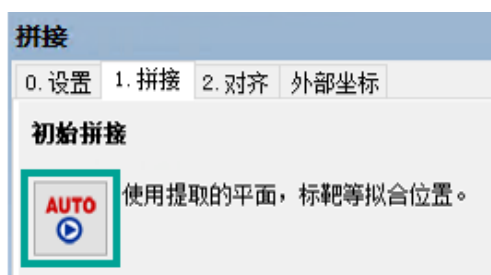 拼接
0. 设置 1. 拼接 2. 对齐 外部坐标
初始拼接
AUTO
使用提取的平面，标靶等拟合位置。